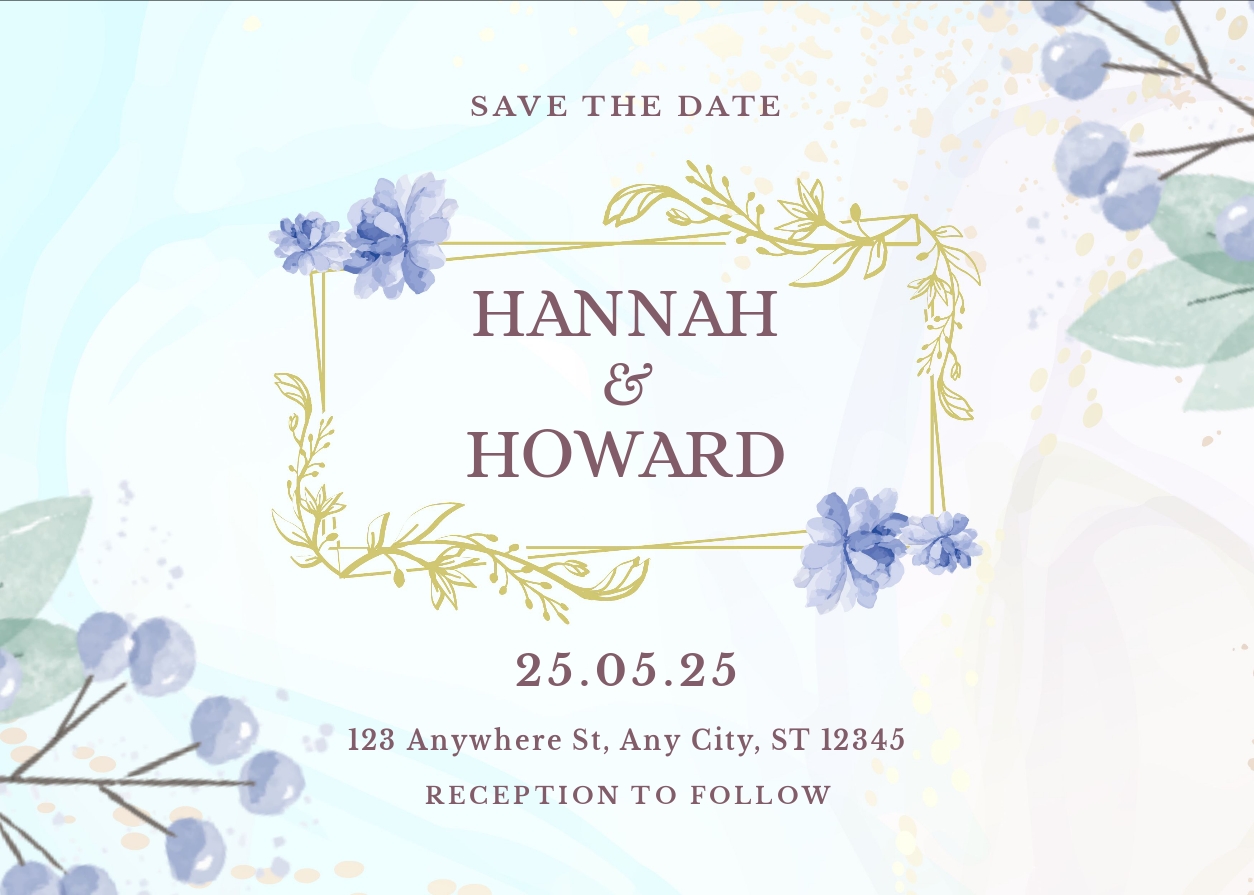 SAVE THE DATE
HANNAH
&
HOWARD
25.05.25
123 Anywhere St, Any City, ST 12345
RECEPTION TO FOLLOW